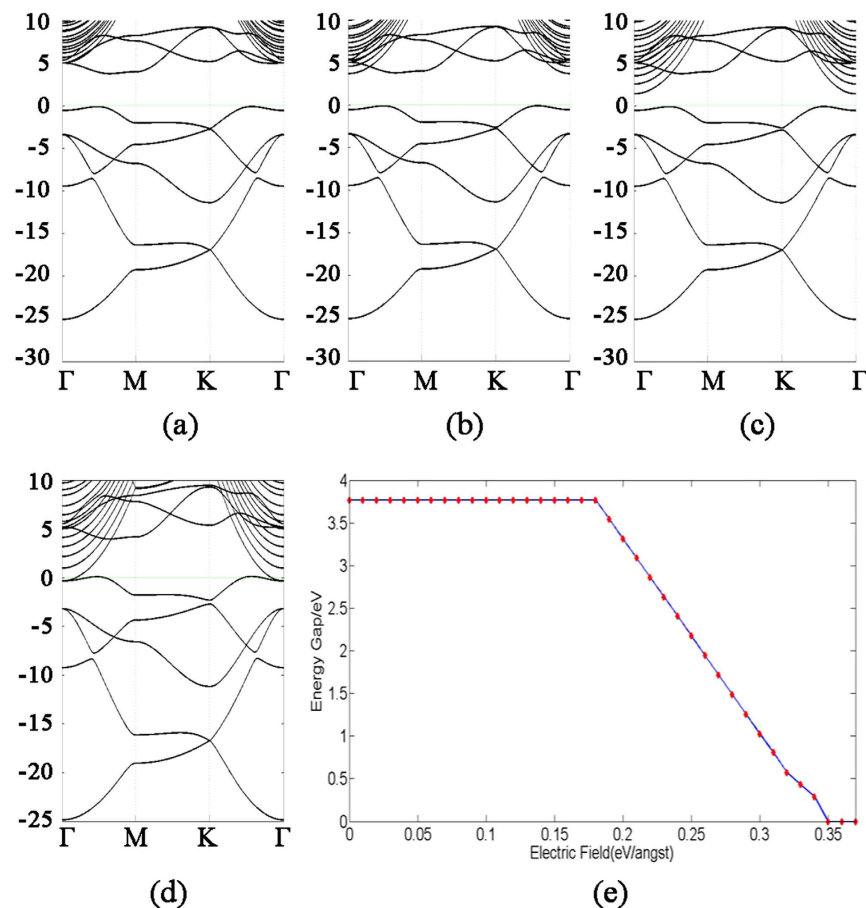 10 10 10
5 5 5
0 0 0
-5 -5 -5
-10 -10 -10
-15 -15 -15
-20 -20 -20
-25 -25 -25
-30 -30 -30
Γ M K Γ Γ M K Γ Γ M K Γ
(a) (b) (c)
10
5
0
-5
-10
-15
-20
-25
Γ M K Γ
(d)
Energy Gap/eV
4
3.5
3
2.5
2
1.5
1
0.5
0
0 0.05 0.1 0.15 0.2 0.25 0.3 0.35
Electric Field(eV/angst)
(e)